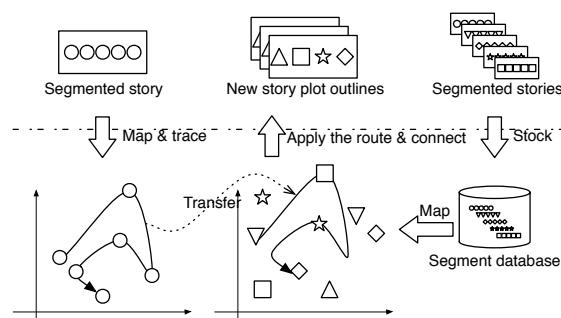 Segmented story
New story plot outlines
Segmented stories
Map & trace
Apply the route & connect
Stock
Transfer
Map
Segment database